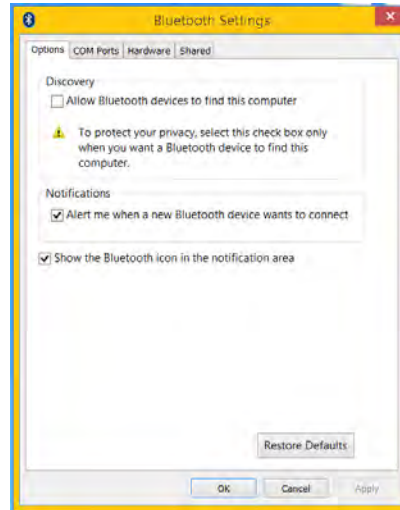 Bluetooth Settings
Options COM Ports Hardware Shared
Discovery
Allow Bluetooth devices to find this computer
To protect your privacy, select this check box only
when you want a Bluetooth device to find this
computer.
Notifications
Alert me when a new Bluetooth device wants to connect
Show the Bluetooth icon in the notification area
Restore Defaults
OK Cancel Apply